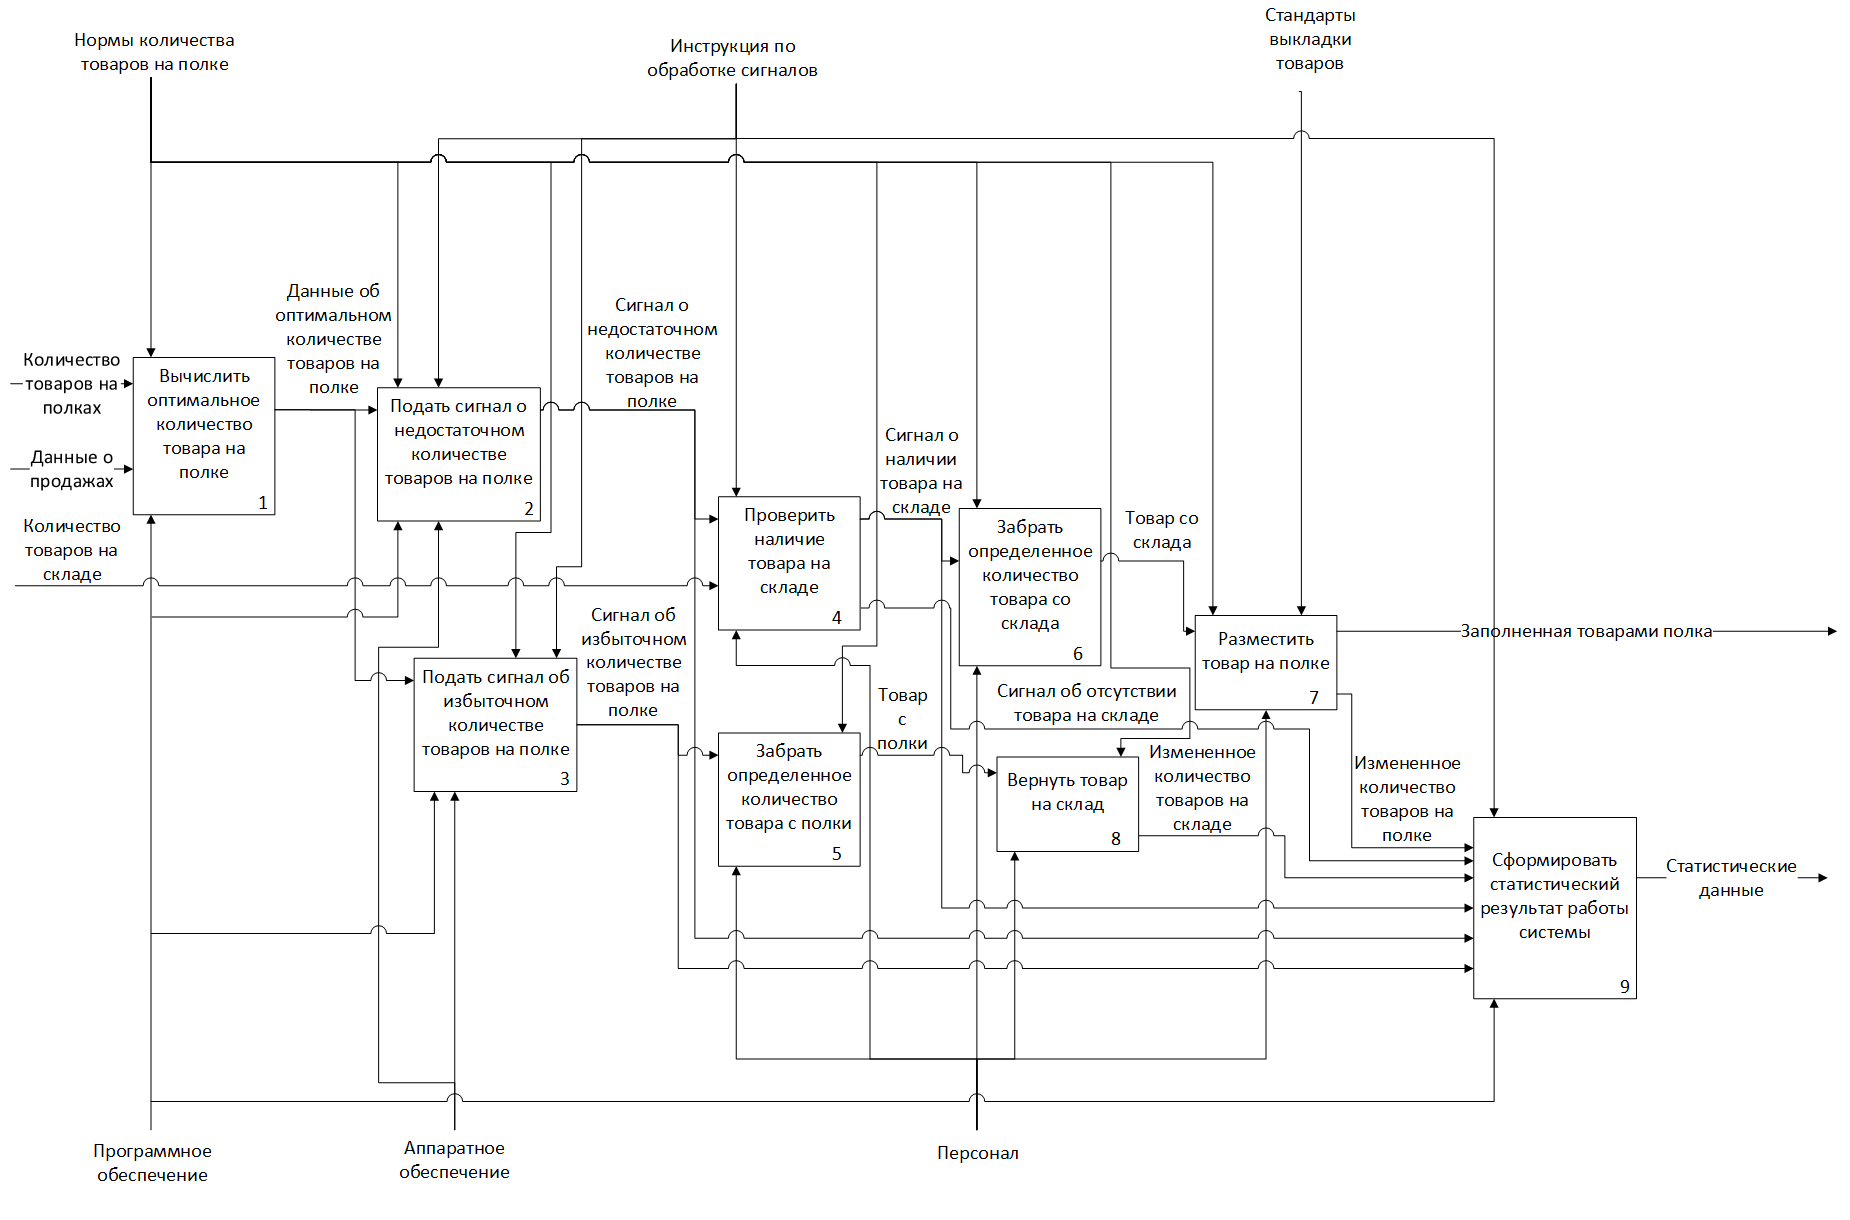 Нормы количества
товаров на полке
Инструкция по
обработке сигналов
Стандарты
выкладки
товаров
Количество
товаров на
полках
Данные о
продажах
Количество
товаров на
складе
Вычислить
оптимальное
количество
товара на
полке
1
Данные об
оптимальном
количестве
товаров на
полке
Подать сигнал о
недостаточном
количестве
товаров на полке
2
Сигнал о
недостаточном
количестве
товаров на
полке
Подать сигнал об
избыточном
количестве
товаров на полке
3
Сигнал об
избыточном
количестве
товаров на
полке
Проверить
наличие
товара на
складе
4
Сигнал о
наличии
товара на
складе
Забрать
определенное
количество
товара с полки
5
Товар
с
полки
Забрать
определенное
количество
товара со
склада
6
Товар со
склада
Сигнал об отсутствии
товара на складе
Разместить
товар на полке
7
Заполненная товарами полка
Вернуть товар
на склад
8
Измененное
количество
товаров на
складе
Измененное
количество
товаров на
полке
Сформировать
статистический
результат работы
системы
9
Статистические
данные
Программное
обеспечение
Аппаратное
обеспечение
Персонал